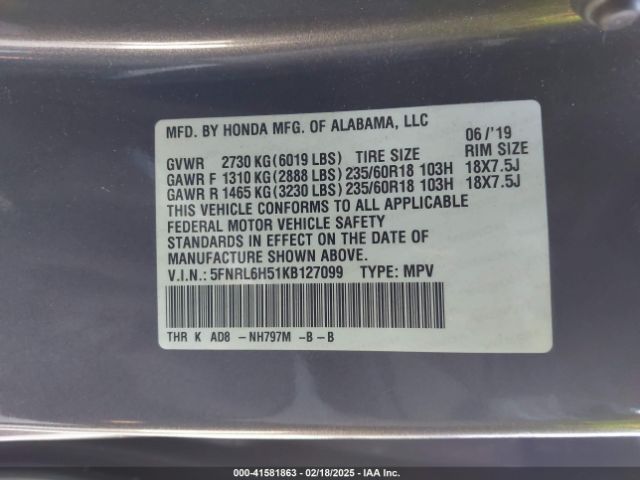 MFD. BY HONDA MFG. OF ALABAMA, LLC 06/'19
GVWR 2730 KG(6019 LBS) TIRE SIZE RIM SIZE
GAWR F 1310 KG(2888 LBS) 235/60R18 103H 18X7.5J
GAWR R 1465 KG(3230 LBS) 235/60R18 103H 18X7.5J
THIS VEHICLE CONFORMS TO ALL APPLICABLE
FEDERAL MOTOR VEHICLE SAFETY
STANDARDS IN EFFECT ON THE DATE OF
MANUFACTURE SHOWN ABOVE.
V.I.N.: 5FNRL6H51KB127099 TYPE: MPV
THR K AD8 - NH797M -B-B
000-41581863 - 02/18/2025 - IAA Inc.